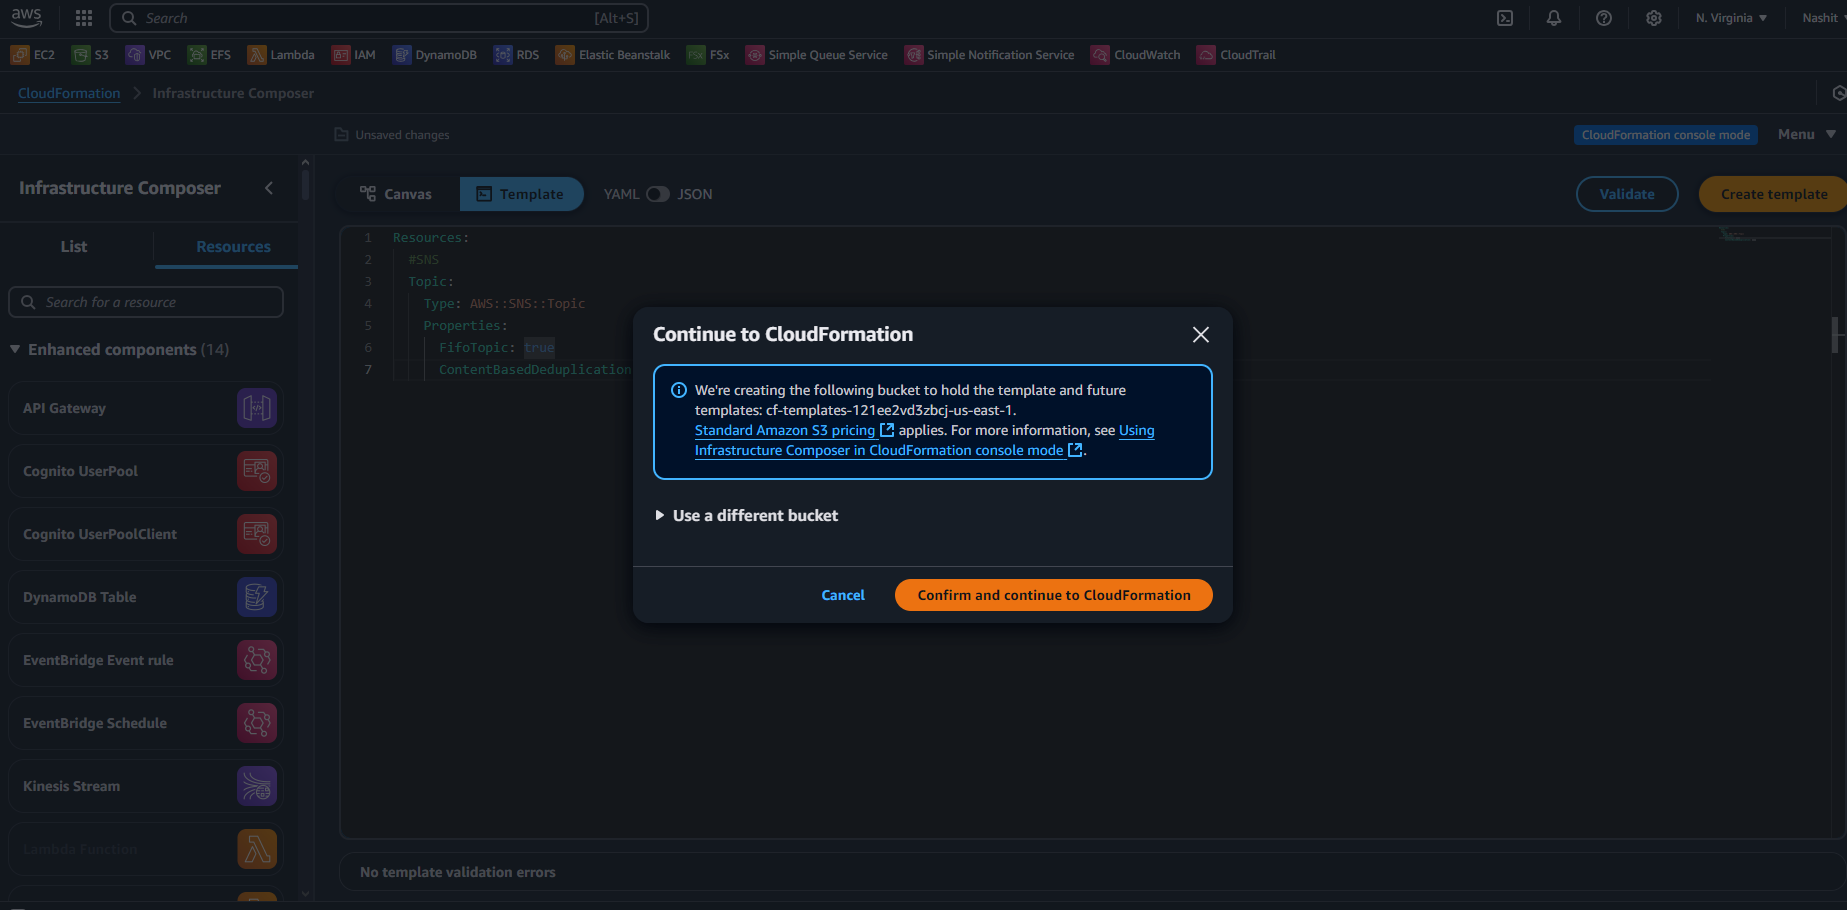 aws
Search
[Alt+S]
N. Virginia
Nashit
EC2
S3
VPC
EFS
Lambda
IAM
DynamoDB
RDS
Elastic Beanstalk
FSx
FSx
Simple Queue Service
Simple Notification Service
CloudWatch
CloudTrail
CloudFormation
Infrastructure Composer
Unsaved changes
CloudFormation console mode
Menu
Infrastructure Composer
Canvas
Template
YAML
JSON
Validate
Create template
List
Resources
Search for a resource
Enhanced components (14)
API Gateway
Cognito UserPool
Cognito UserPoolClient
DynamoDB Table
EventBridge Event rule
EventBridge Schedule
Kinesis Stream
Lambda Function
1 Resources:
2 #SNS
3 Topic:
4 Type: AWS::SNS::Topic
5 Properties:
6 FifoTopic: true
7 ContentBasedDeduplication
Continue to CloudFormation
We're creating the following bucket to hold the template and future
templates: cf-templates-121ee2vd3zbcj-us-east-1.
Standard Amazon S3 pricing applies. For more information, see Using
Infrastructure Composer in CloudFormation console mode.
Use a different bucket
Cancel
Confirm and continue to CloudFormation
No template validation errors